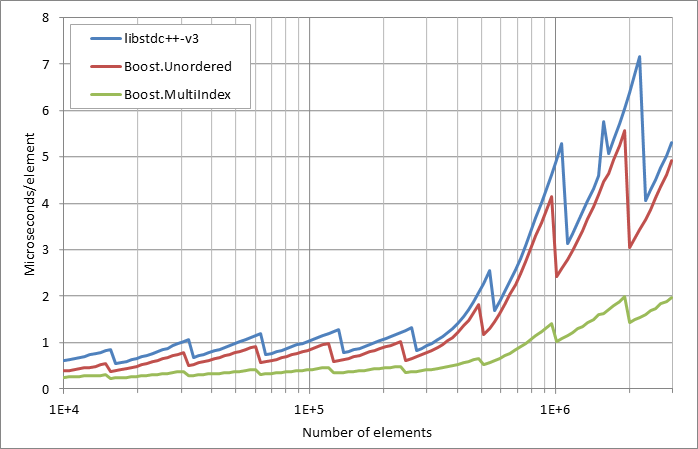 8
7
6
5
4
3
2
1
0
Microseconds/element
libstdc++-v3
Boost.Unordered
Boost.MultiIndex
1E+4
1E+5
1E+6
Number of elements